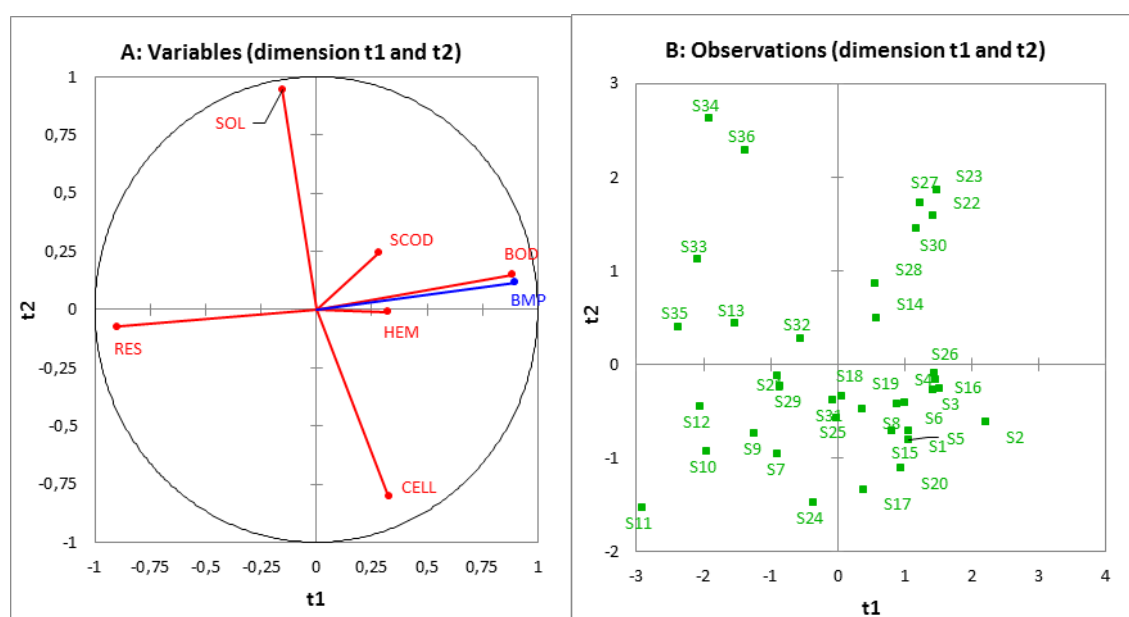 A: Variables (dimension t1 and t2)
1
0,75
0,5
0,25
0
-0,25
-0,5
-0,75
-1
t2
SOL
SCOD
BOD
BMP
HEM
RES
CELL
-1
-0,75
-0,5
-0,25
0
0,25
0,5
0,75
1
t1
B: Observations (dimension t1 and t2)
3
2
1
0
-1
-2
t2
S34
S36
S27
S23
S22
S30
S33
S28
S14
S35
S13
S32
S26
S2
S29
S18
S19
S4
S16
S3
S12
S31
S25
S8
S6
S9
S15
S1
S5
S2
S10
S7
S20
S11
S24
S17
-3
-2
-1
0
1
2
3
4
t1